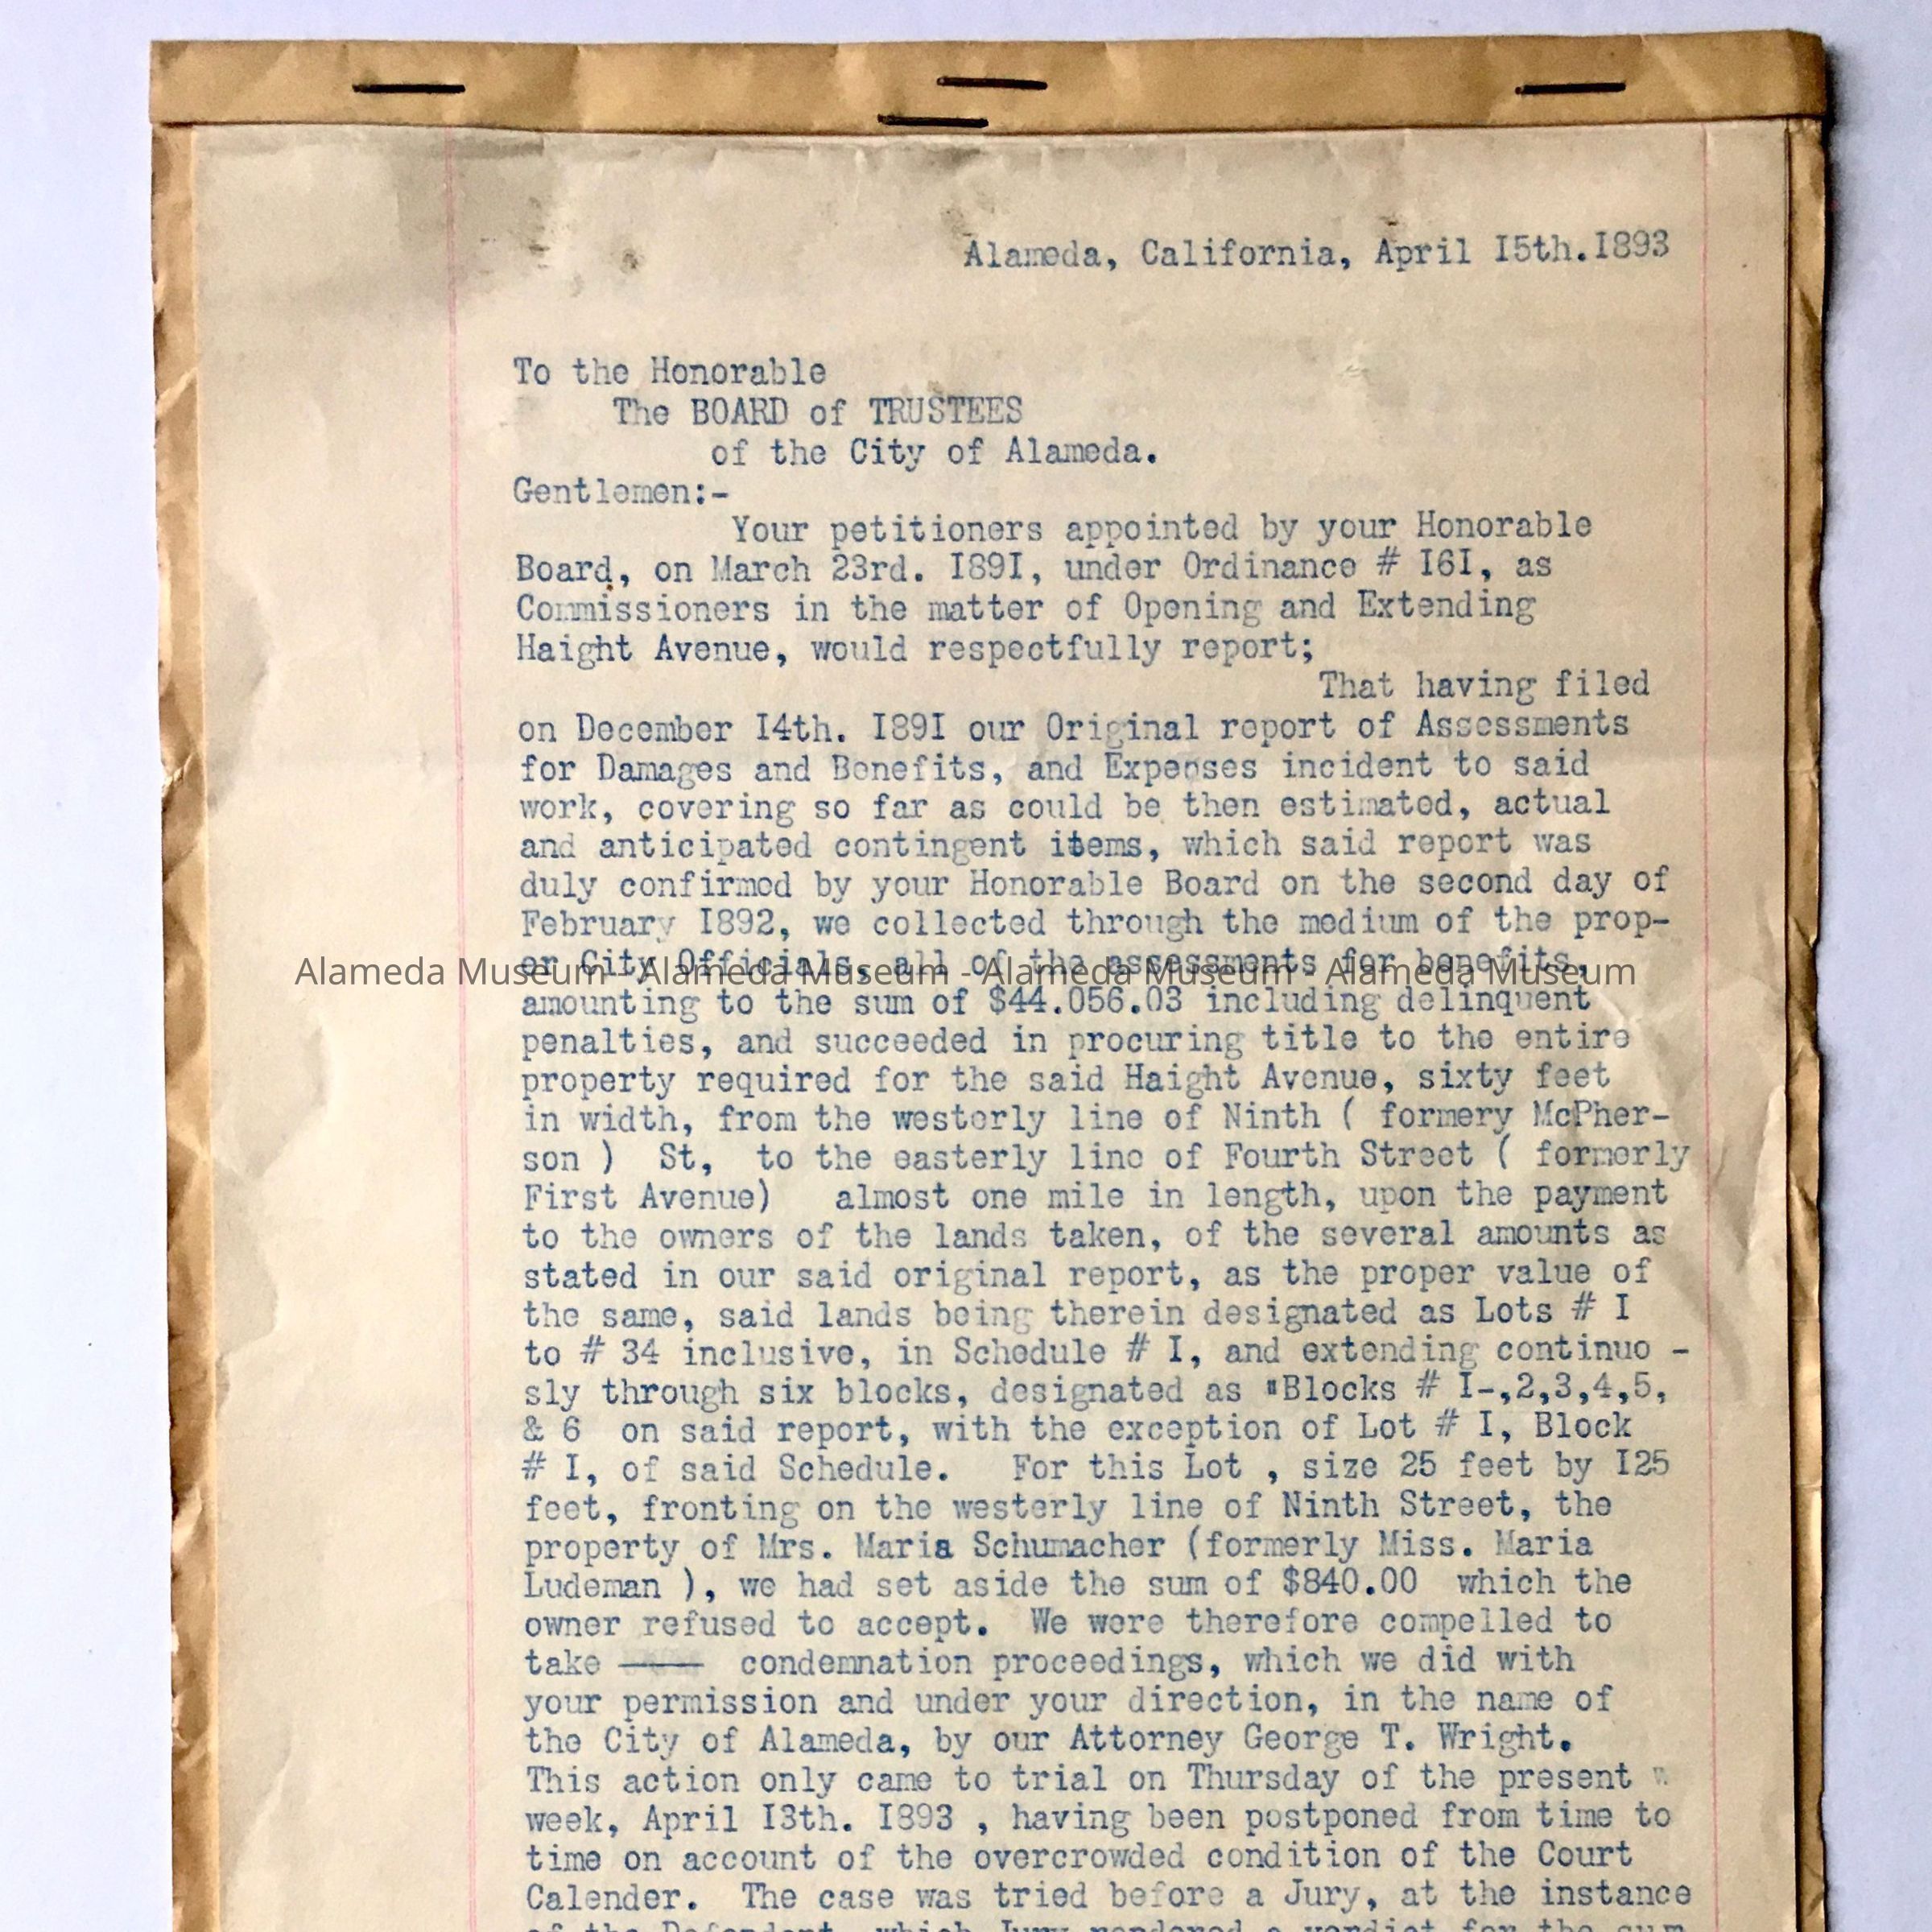 Alameda, California, April I5th.I893
To the Honorable
The BOARD of TRUSTEES
of the City of Alameda.
Gentlemen:-
Your petitioners appointed by your Honorable
Board, on March 23rd. I89I, under Ordinance # I6I, as
Commissioners in the matter of Opening and Extending
Haight Avenue, would respectfully report;
That having filed
on December I4th. I89I our Original report of Assessments
for Damages and Benefits, and Expenses incident to said
work, covering so far as could be then estimated, actual
and anticipated contingent items, which said report was
duly confirmed by your Honorable Board on the second day of
February I892, we collected through the medium of the prop-
er City Officials, all of the assessments for benefits,
Alameda Museum - Alameda Museum - Alameda Museum - Alameda Museum
amounting to the sum of $44.056.03 including delinquent
penalties, and succeeded in procuring title to the entire
property required for the said Haight Avenue, sixty feet
in width, from the westerly line of Ninth ( formery McPher-
son ) St, to the easterly line of Fourth Street ( formerly
First Avenue) almost one mile in length, upon the payment
to the owners of the lands taken, of the several amounts as
stated in our said original report, as the proper value of
the same, said lands being therein designated as Lots # I
to # 34 inclusive, in Schedule # I, and extending continuo -
sly through six blocks, designated as "Blocks # I-,2,3,4,5,
& 6 on said report, with the exception of Lot # I, Block
# I, of said Schedule. For this Lot , size 25 feet by I25
feet, fronting on the westerly line of Ninth Street, the
property of Mrs. Maria Schumacher (formerly Miss. Maria
Ludeman ), we had set aside the sum of $840.00 which the
owner refused to accept. We were therefore compelled to
take condemnation proceedings, which we did with
your permission and under your direction, in the name of
the City of Alameda, by our Attorney George T. Wright.
This action only came to trial on Thursday of the present w
week, April I3th. I893 , having been postponed from time to
time on account of the overcrowded condition of the Court
Calender. The case was tried before a Jury, at the instance
of the Defendent, which Jury rendered a verdict for the sum